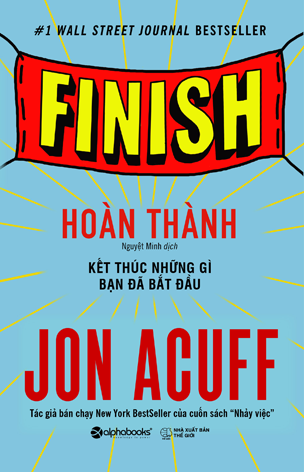 #1 WALL STREET JOURNAL BESTSELLER
FINISH
HOÀN THÀNH
Nguyệt Minh dịch
KẾT THÚC NHỮNG GÌ
BẠN ĐÃ BẮT ĐẦU
JON ACUFF
Tác giả bán chạy New York BestSeller của cuốn sách “Nhảy việc”
alphabooks
NHÀ XUẤT BẢN
THẾ GIỚI